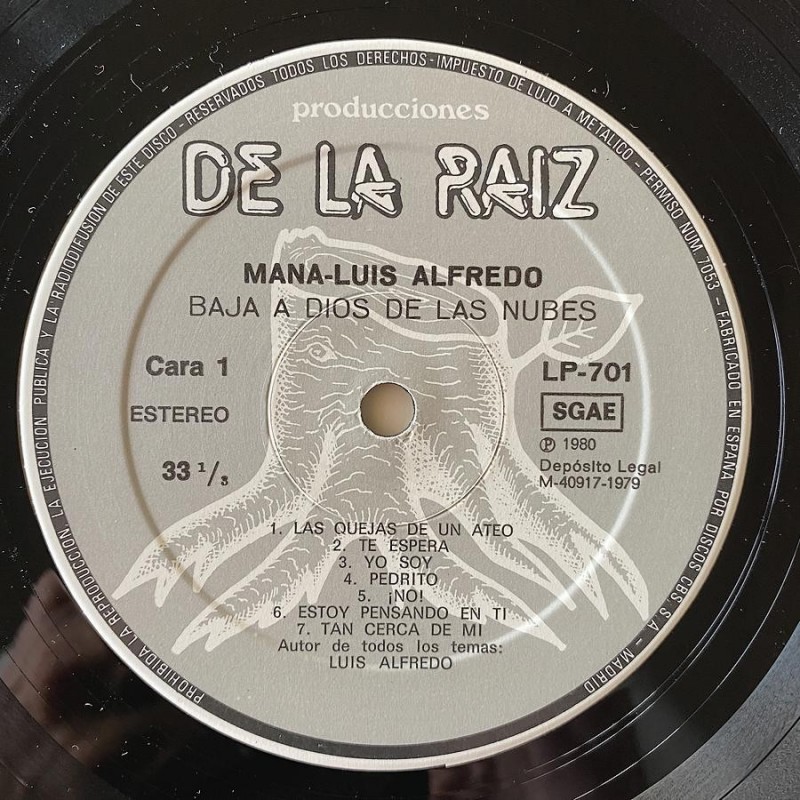 PROHIBIDA LA REPRODUCCION, LA EJECUCION PUBLICA Y LA RADIODIFUSION DE ESTE DISCO - RESERVADOS TODOS LOS DERECHOS - IMPUESTO DE LUJO A METALICO - PERMISO NUM. 7053 - FABRICADO EN ESPAÑA POR DISCOS CBS S.A. - MADRID
producciones
DE LA RAIZ
MANA-LUIS ALFREDO
BAJA A DIOS DE LAS NUBES
Cara 1
ESTEREO
33 1/3
LP-701
SGAE
℗ 1980
Depósito Legal
M-40917-1979
1. LAS QUEJAS DE UN ATEO
2. TE ESPERA
3. YO SOY
4. PEDRITO
5. ¡NO!
6. ESTOY PENSANDO EN TI
7. TAN CERCA DE MI
Autor de todos los temas:
LUIS ALFREDO